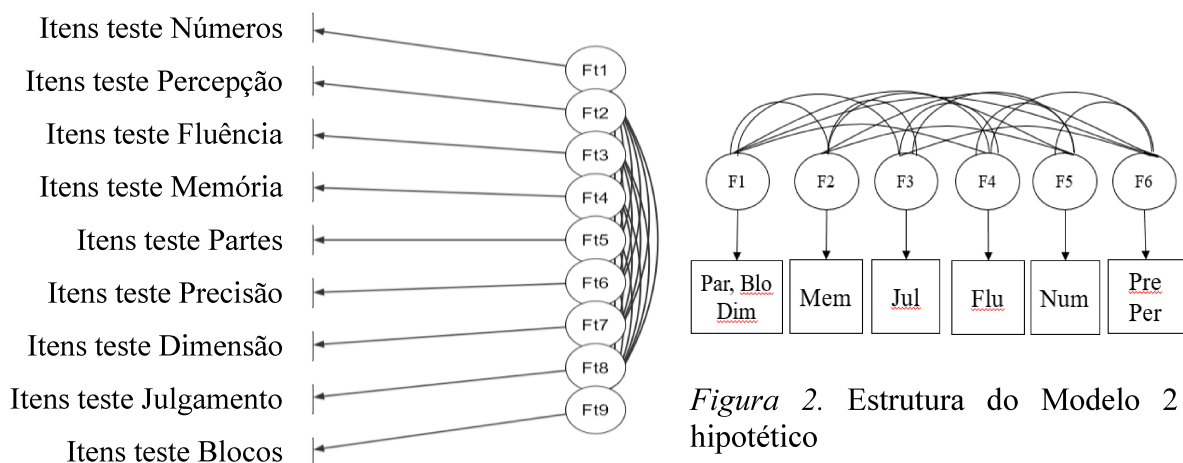 Itens teste Números
Itens teste Percepção
Itens teste Fluência
Itens teste Memória
Itens teste Partes
Itens teste Precisão
Itens teste Dimensão
Itens teste Julgamento
Itens teste Blocos
Ft1
Ft2
Ft3
Ft4
Ft5
Ft6
Ft7
Ft8
Ft9
F1 F2 F3 F4 F5 F6
Par, Blo
Dim
Mem
Jul
Flu
Num
Pre
Per
Figura 2. Estrutura do Modelo 2
hipotético